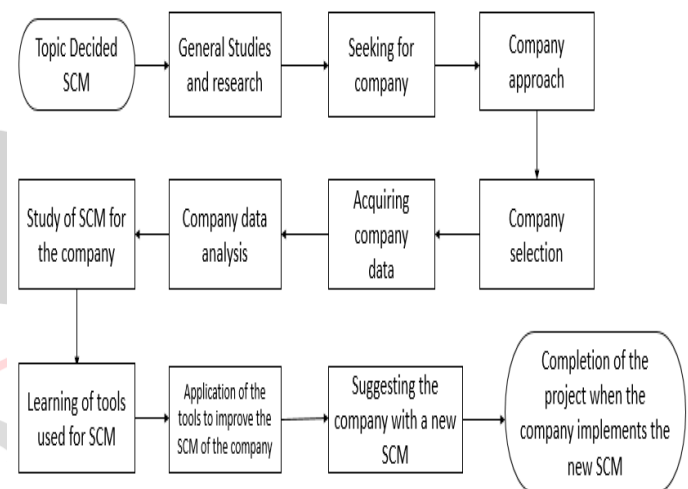 Topic Decided
SCM
General Studies
and research
Seeking for
company
Company
approach
Study of SCM for
the company
Company data
analysis
Acquiring
company
data
Company
selection
Learning of tools
used for SCM
Application of the
tools to improve the
SCM of the company
Suggesting the
company with a new
SCM
Completion of the
project when the
company implements the
new SCM